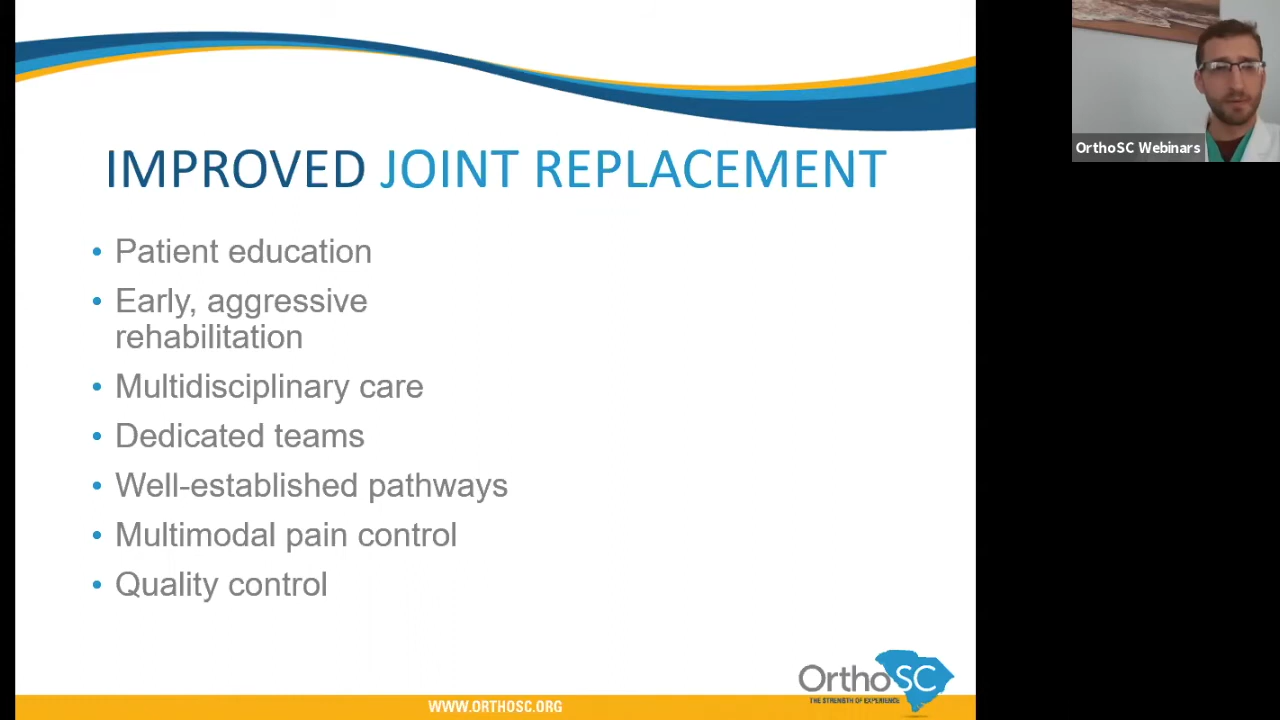 IMPROVED JOINT REPLACEMENT
• Patient education
• Early, aggressive
rehabilitation
• Multidisciplinary care
• Dedicated teams
• Well-established pathways
• Multimodal pain control
• Quality control
OrthoSC
THE STRENGTH OF EXPERIENCE
WWW.ORTHOSC.ORG
OrthoSC Webinars